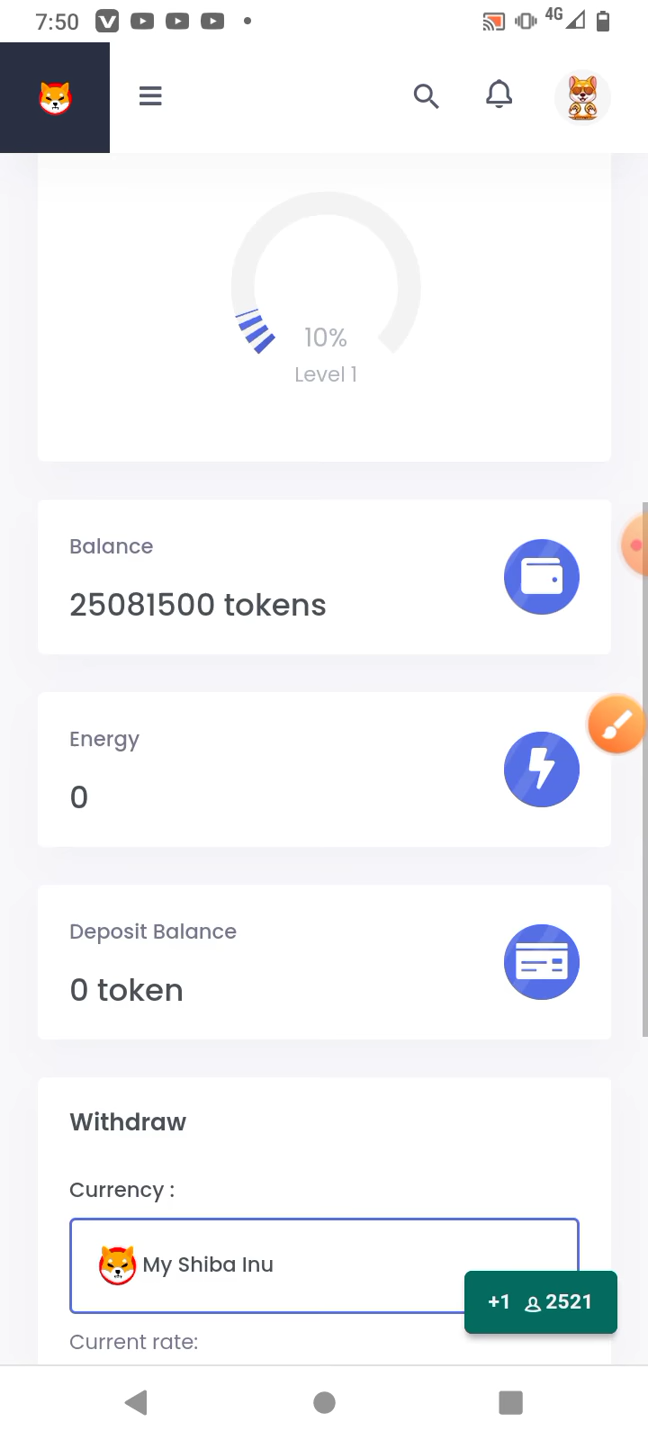 7:50
4G
10%
Level 1
Balance
25081500 tokens
Energy
0
Deposit Balance
0 token
Withdraw
Currency :
My Shiba Inu
+1 2521
Current rate: